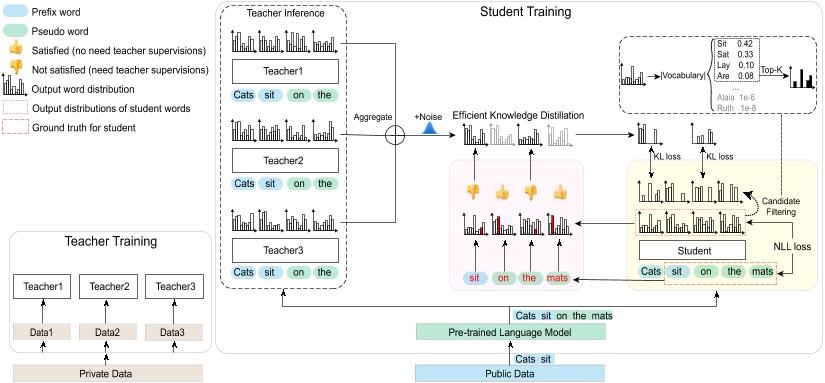 Prefix word
Pseudo word
Satisfied (no need teacher supervisions)
Not satisfied (need teacher supervisions)
Output word distribution
Output distributions of student words
Ground truth for student
Teacher Training
Teacher1 Teacher2 Teacher3
Data1 Data2 Data3
Private Data
Teacher Inference
Teacher1
Cats sit on the
Teacher2
Cats sit on the
Teacher3
Cats sit on the
Student Training
Aggregate
+Noise
Efficient Knowledge Distillation
|Vocabulary|
Sit 0.42
Sat 0.33
Lay 0.10
Are 0.08
...
Alaia 1e-6
Ruth 1e-8
Top-K
KL loss KL loss
Candidate
Filtering
Student
NLL loss
Cats sit on the mats
sit on the mats
Cats sit on the mats
Pre-trained Language Model
Cats sit
Public Data